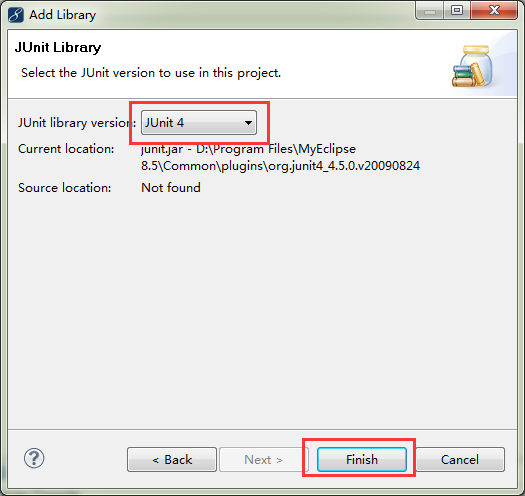 Add Library
JUnit Library
Select the JUnit version to use in this project.
JUnit library version: JUnit 4
Current location: junit.jar - D:\Program Files\MyEclipse
8.5\Common\plugins\org.junit4_4.5.0.v20090824
Source location: Not found
< Back Next > Finish Cancel